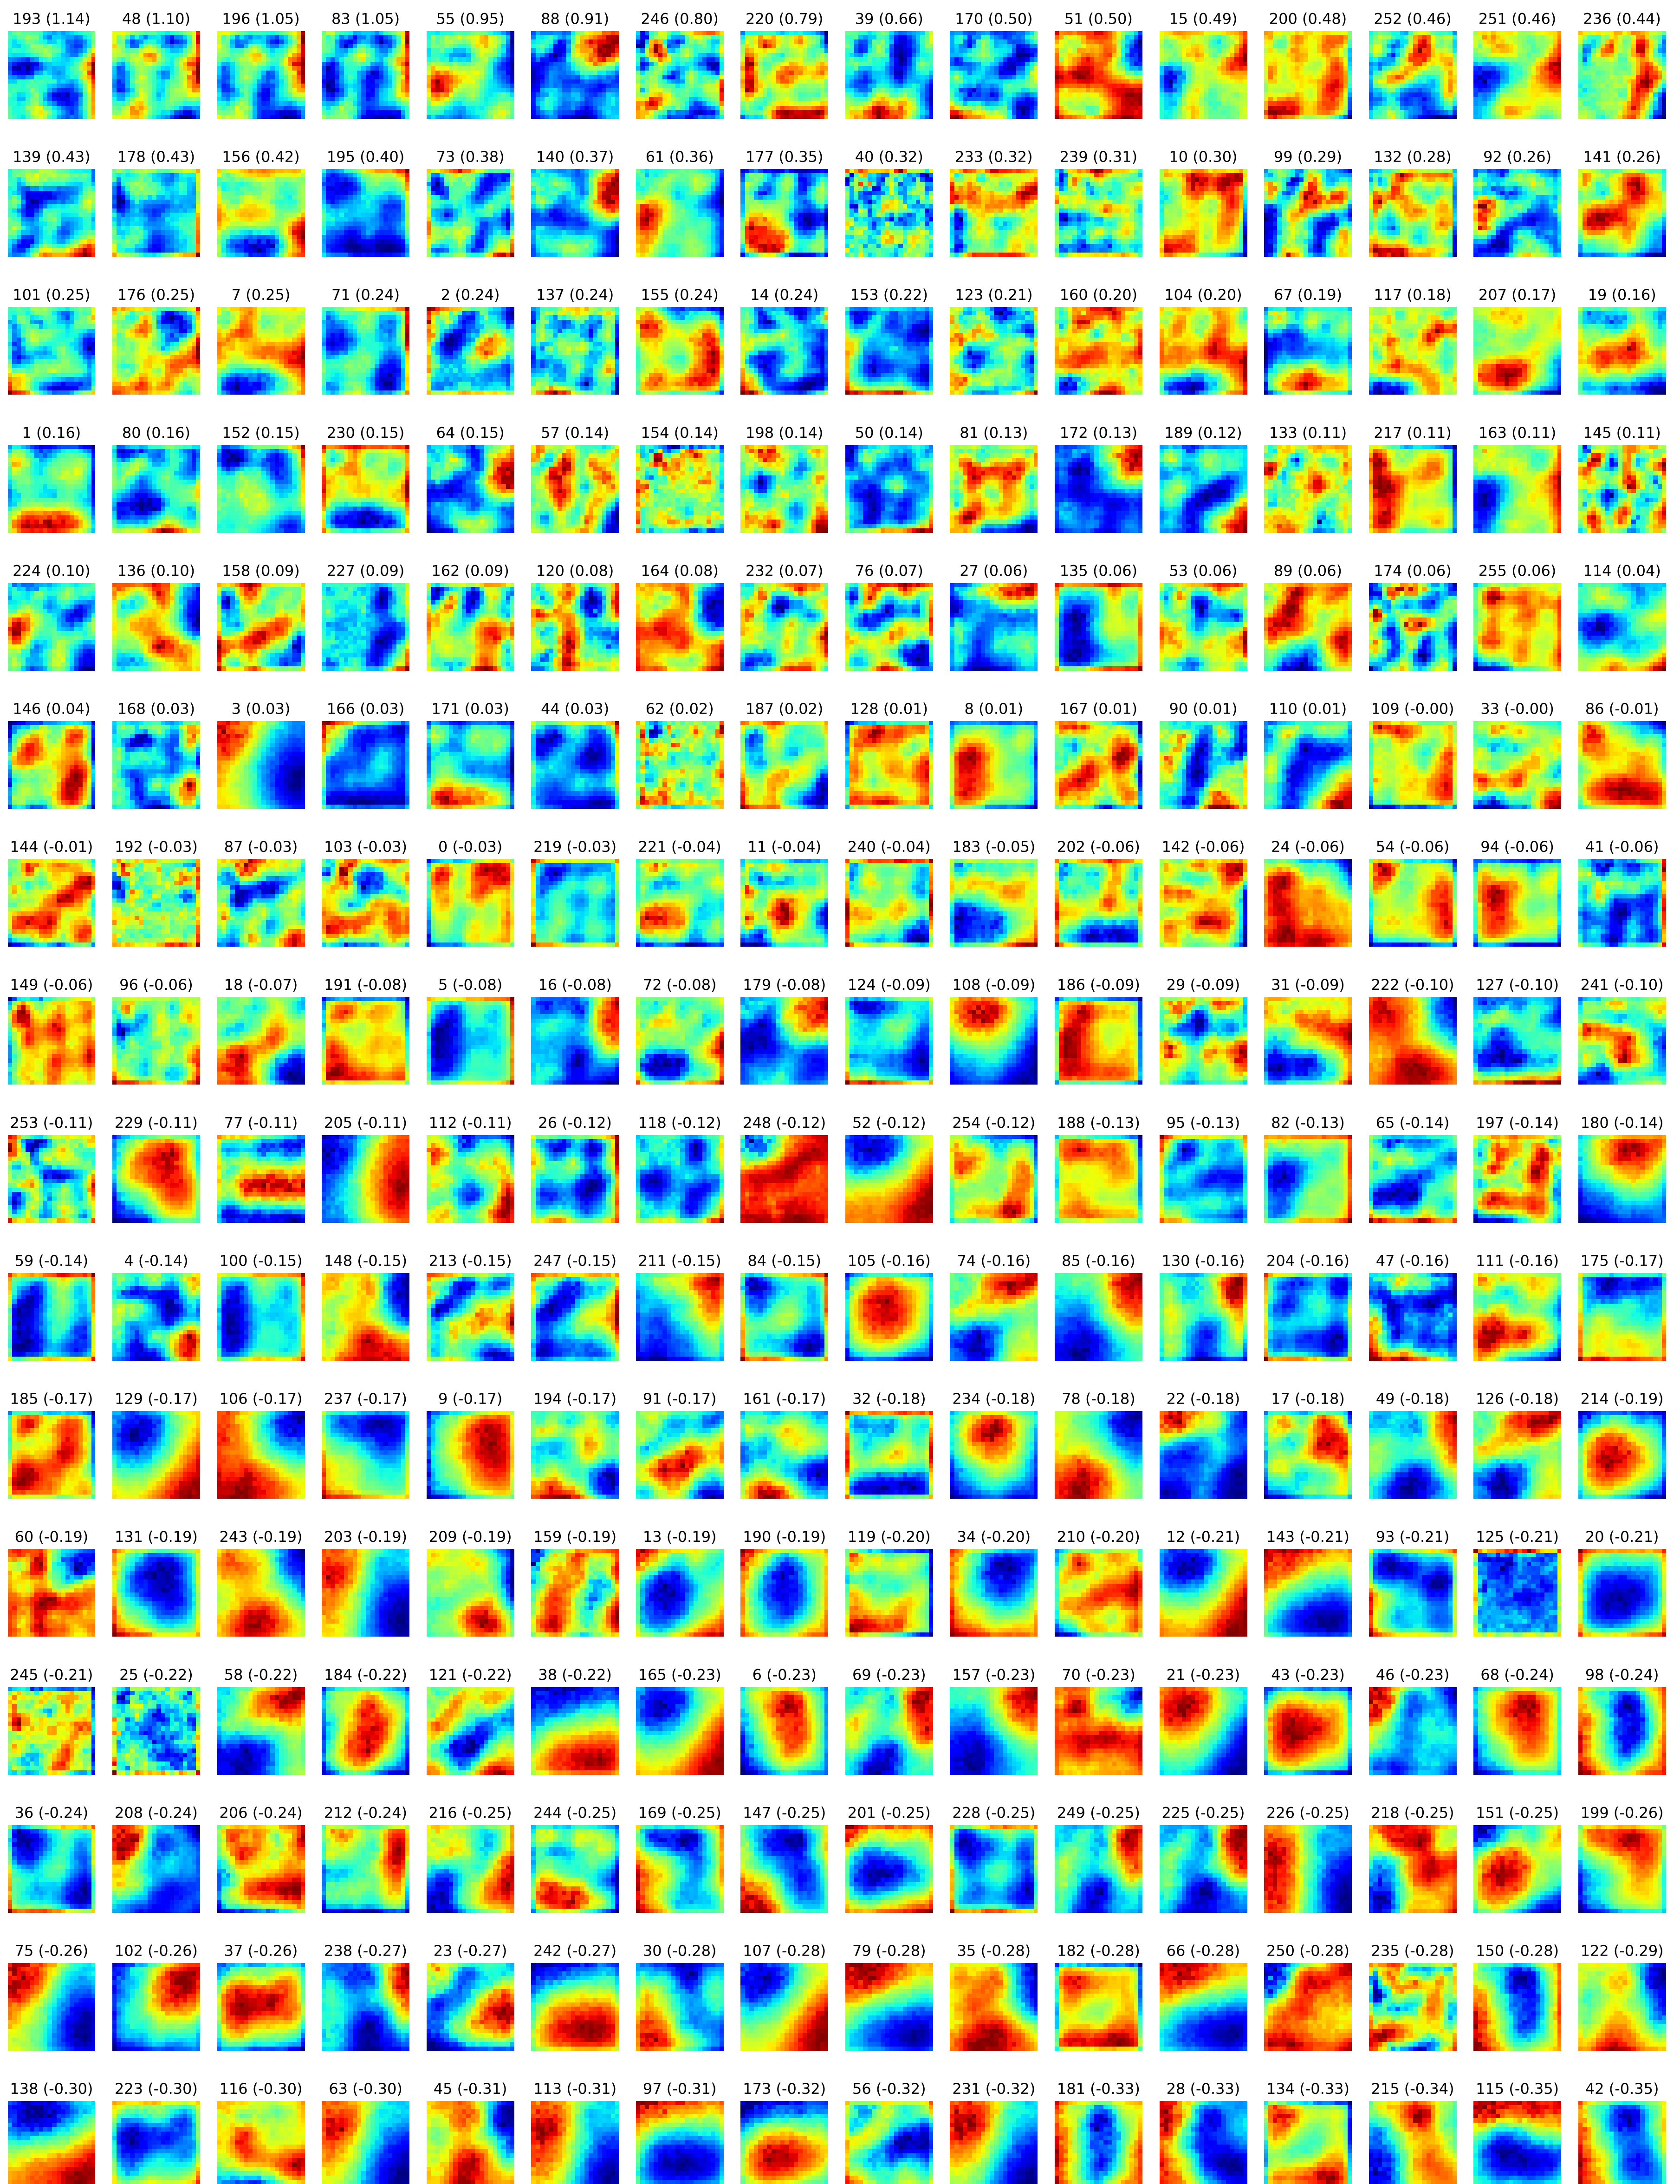 193 (1.14) 48 (1.10) 196 (1.05) 83 (1.05) 55 (0.95) 88 (0.91) 246 (0.80) 220 (0.79) 39 (0.66) 170 (0.50) 51 (0.50) 15 (0.49) 200 (0.48) 252 (0.46) 251 (0.46) 236 (0.44)
139 (0.43) 178 (0.43) 156 (0.42) 195 (0.40) 73 (0.38) 140 (0.37) 61 (0.36) 177 (0.35) 40 (0.32) 233 (0.32) 239 (0.31) 10 (0.30) 99 (0.29) 132 (0.28) 92 (0.26) 141 (0.26)
101 (0.25) 176 (0.25) 7 (0.25) 71 (0.24) 2 (0.24) 137 (0.24) 155 (0.24) 14 (0.24) 153 (0.22) 123 (0.21) 160 (0.20) 104 (0.20) 67 (0.19) 117 (0.18) 207 (0.17) 19 (0.16)
1 (0.16) 80 (0.16) 152 (0.15) 230 (0.15) 64 (0.15) 57 (0.14) 154 (0.14) 198 (0.14) 50 (0.14) 81 (0.13) 172 (0.13) 189 (0.12) 133 (0.11) 217 (0.11) 163 (0.11) 145 (0.11)
224 (0.10) 136 (0.10) 158 (0.09) 227 (0.09) 162 (0.09) 120 (0.08) 164 (0.08) 232 (0.07) 76 (0.07) 27 (0.06) 135 (0.06) 53 (0.06) 89 (0.06) 174 (0.06) 255 (0.06) 114 (0.04)
146 (0.04) 168 (0.03) 3 (0.03) 166 (0.03) 171 (0.03) 44 (0.03) 62 (0.02) 187 (0.02) 128 (0.01) 8 (0.01) 167 (0.01) 90 (0.01) 110 (0.01) 109 (-0.00) 33 (-0.00) 86 (-0.01)
144 (-0.01) 192 (-0.03) 87 (-0.03) 103 (-0.03) 0 (-0.03) 219 (-0.03) 221 (-0.04) 11 (-0.04) 240 (-0.04) 183 (-0.05) 202 (-0.06) 142 (-0.06) 24 (-0.06) 54 (-0.06) 94 (-0.06) 41 (-0.06)
149 (-0.06) 96 (-0.06) 18 (-0.07) 191 (-0.08) 5 (-0.08) 16 (-0.08) 72 (-0.08) 179 (-0.08) 124 (-0.09) 108 (-0.09) 186 (-0.09) 29 (-0.09) 31 (-0.09) 222 (-0.10) 127 (-0.10) 241 (-0.10)
253 (-0.11) 229 (-0.11) 77 (-0.11) 205 (-0.11) 112 (-0.11) 26 (-0.12) 118 (-0.12) 248 (-0.12) 52 (-0.12) 254 (-0.12) 188 (-0.13) 95 (-0.13) 82 (-0.13) 65 (-0.14) 197 (-0.14) 180 (-0.14)
59 (-0.14) 4 (-0.14) 100 (-0.15) 148 (-0.15) 213 (-0.15) 247 (-0.15) 211 (-0.15) 84 (-0.15) 105 (-0.16) 74 (-0.16) 85 (-0.16) 130 (-0.16) 204 (-0.16) 47 (-0.16) 111 (-0.16) 175 (-0.17)
185 (-0.17) 129 (-0.17) 106 (-0.17) 237 (-0.17) 9 (-0.17) 194 (-0.17) 91 (-0.17) 161 (-0.17) 32 (-0.18) 234 (-0.18) 78 (-0.18) 22 (-0.18) 17 (-0.18) 49 (-0.18) 126 (-0.18) 214 (-0.19)
60 (-0.19) 131 (-0.19) 243 (-0.19) 203 (-0.19) 209 (-0.19) 159 (-0.19) 13 (-0.19) 190 (-0.19) 119 (-0.20) 34 (-0.20) 210 (-0.20) 12 (-0.21) 143 (-0.21) 93 (-0.21) 125 (-0.21) 20 (-0.21)
245 (-0.21) 25 (-0.22) 58 (-0.22) 184 (-0.22) 121 (-0.22) 38 (-0.22) 165 (-0.23) 6 (-0.23) 69 (-0.23) 157 (-0.23) 70 (-0.23) 21 (-0.23) 43 (-0.23) 46 (-0.23) 68 (-0.24) 98 (-0.24)
36 (-0.24) 208 (-0.24) 206 (-0.24) 212 (-0.24) 216 (-0.25) 244 (-0.25) 169 (-0.25) 147 (-0.25) 201 (-0.25) 228 (-0.25) 249 (-0.25) 225 (-0.25) 226 (-0.25) 218 (-0.25) 151 (-0.25) 199 (-0.26)
75 (-0.26) 102 (-0.26) 37 (-0.26) 238 (-0.27) 23 (-0.27) 242 (-0.27) 30 (-0.28) 107 (-0.28) 79 (-0.28) 35 (-0.28) 182 (-0.28) 66 (-0.28) 250 (-0.28) 235 (-0.28) 150 (-0.28) 122 (-0.29)
138 (-0.30) 223 (-0.30) 116 (-0.30) 63 (-0.30) 45 (-0.31) 113 (-0.31) 97 (-0.31) 173 (-0.32) 56 (-0.32) 231 (-0.32) 181 (-0.33) 28 (-0.33) 134 (-0.33) 215 (-0.34) 115 (-0.35) 42 (-0.35)